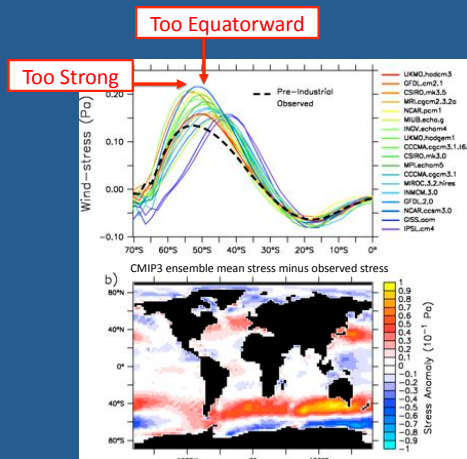 Too Equatorward
Too Strong
Wind-stress (Pa)
0.20
0.10
0.00
-0.10
Pre-Industrial
Observed
70°S 60°S 50°S 40°S 30°S 20°S 10°S 0°
UKMO.hadcm3
GFDL.cm2.1
CSIRO.mk3.5
MRI.cgcm2.3.2a
NCAR.pcm1
MIUB.echo.g
INGV.echam4
UKMO.hadgem1
CCCMA.cgcm3.1.t63
CSIRO.mk3.0
MPI.echam5
CCCMA.cgcm3.1
MIROC.3.2.hires
INMCM.3.0
GFDL.2.0
NCAR.ccsm3.0
GISS.aom
IPSL.cm4
CMIP3 ensemble mean stress minus observed stress
b)
80°N
40°N
0°
40°S
80°S
1
0.9
0.8
0.7
0.6
0.5
0.4
0.3
0.2
0.1
0
-0.1
-0.2
-0.3
-0.4
-0.5
-0.6
-0.7
-0.8
-0.9
-1
Stress Anomaly (10⁻¹ Pa)